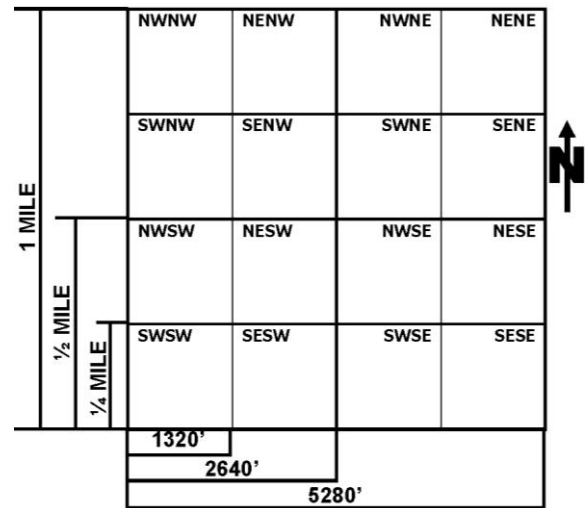 NWNW NENW NWNE NENE
SWNW SENW SWNE SENE
N
1 MILE
NWSW NESW NWSE NESE
½ MILE
SWSW SESW SWSE SESE
¼ MILE
1320'
2640'
5280'